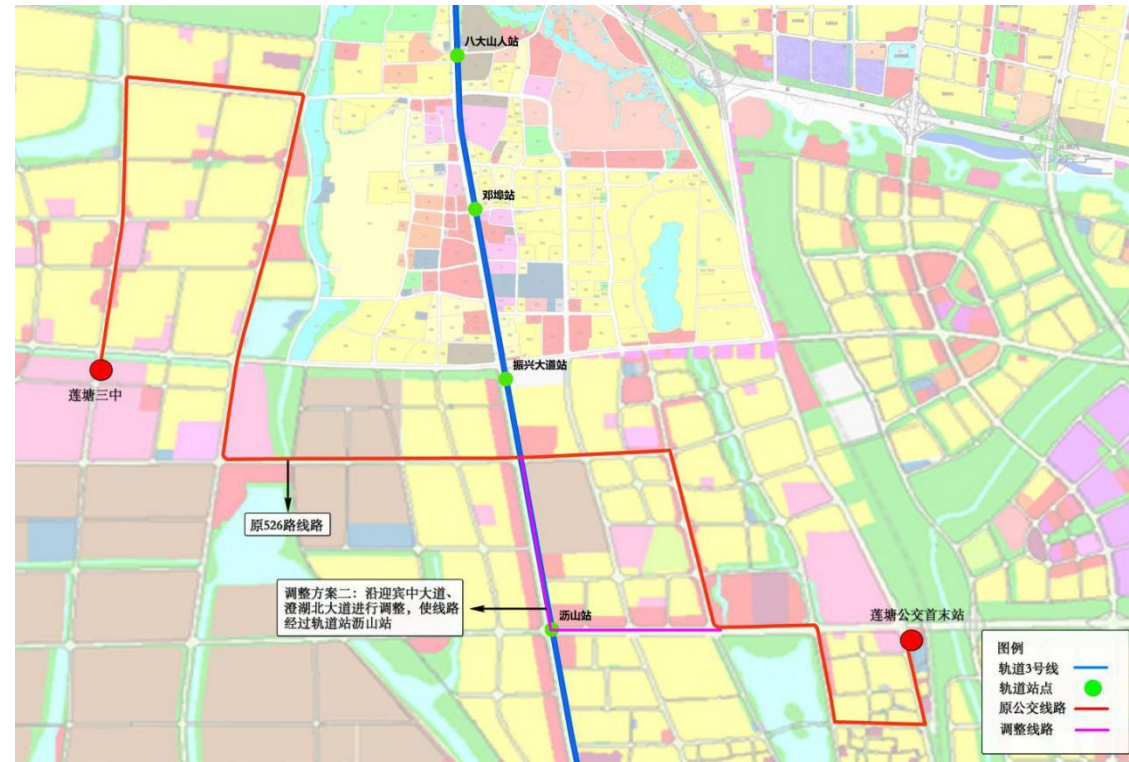 八大山人站
邓埠站
振兴大道站
莲塘三中
原526路线路
调整方案二：沿迎宾中大道、
澄湖北大道进行调整，使线路
经过轨道站沥山站
沥山站
莲塘公交首末站
图例
轨道3号线
轨道站点
原公交线路
调整线路